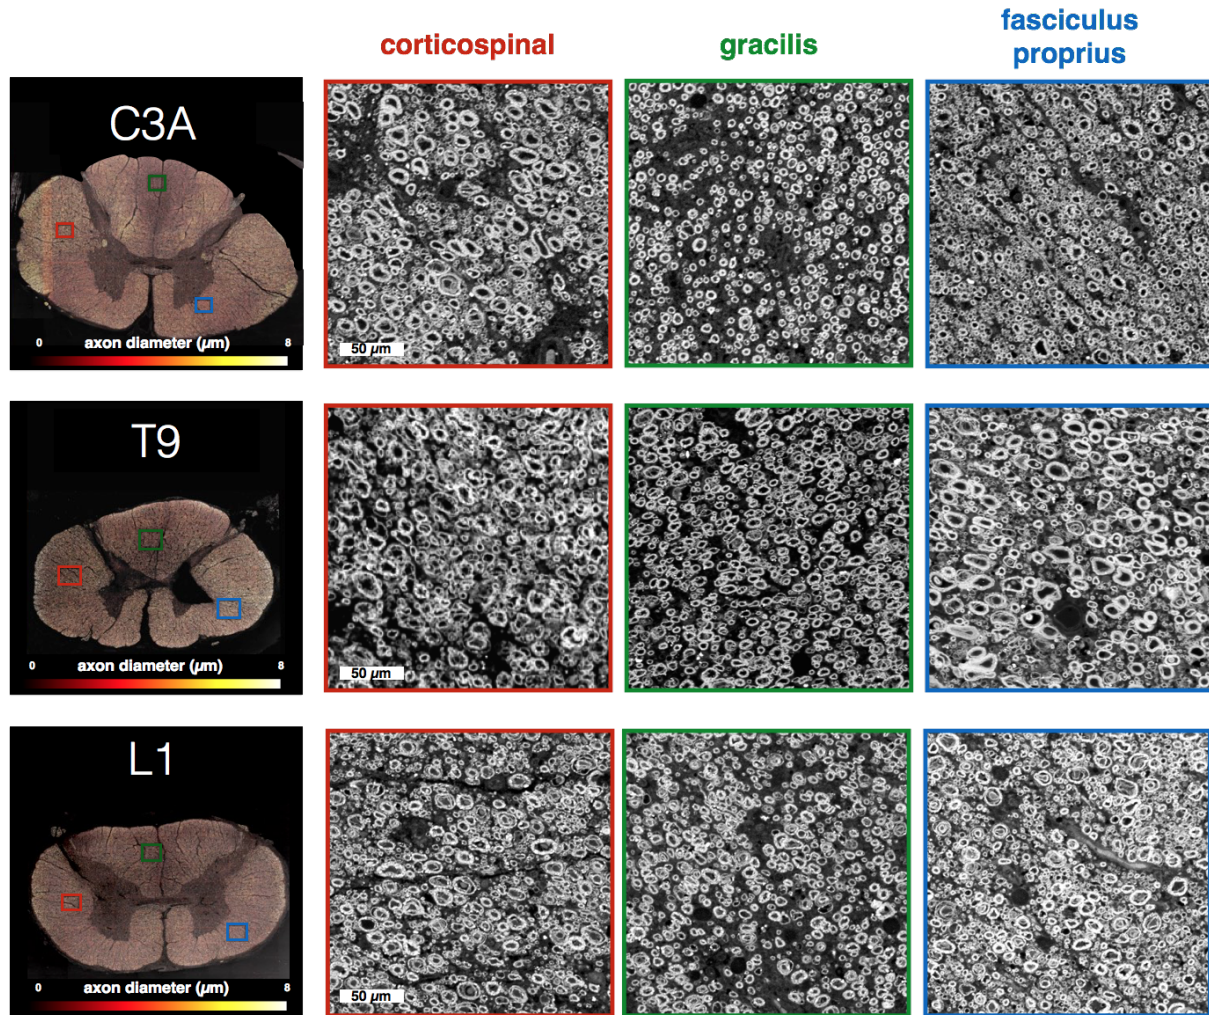 corticospinal
gracilis
fasciculus
proprius
C3A
0
axon diameter (µm)
8
50 µm
T9
0
axon diameter (µm)
8
50 µm
L1
0
axon diameter (µm)
8
50 µm